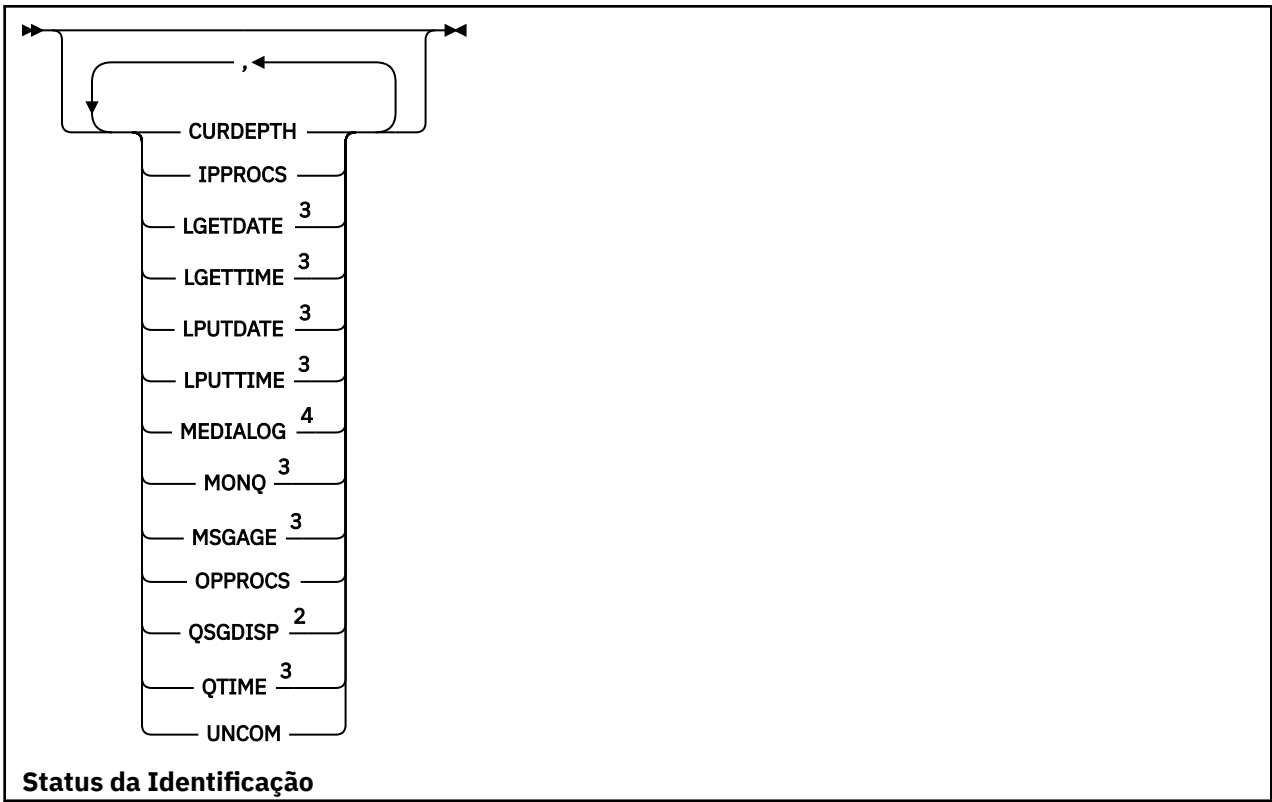 ,
CURDEPTH
IPPROCS
LGETDATE 3
LGETTIME 3
LPUTDATE 3
LPUTTIME 3
MEDIALOG 4
MONQ 3
MSGAGE 3
OPPROCS
QSGDISP 2
QTIME 3
UNCOM
Status da Identificação